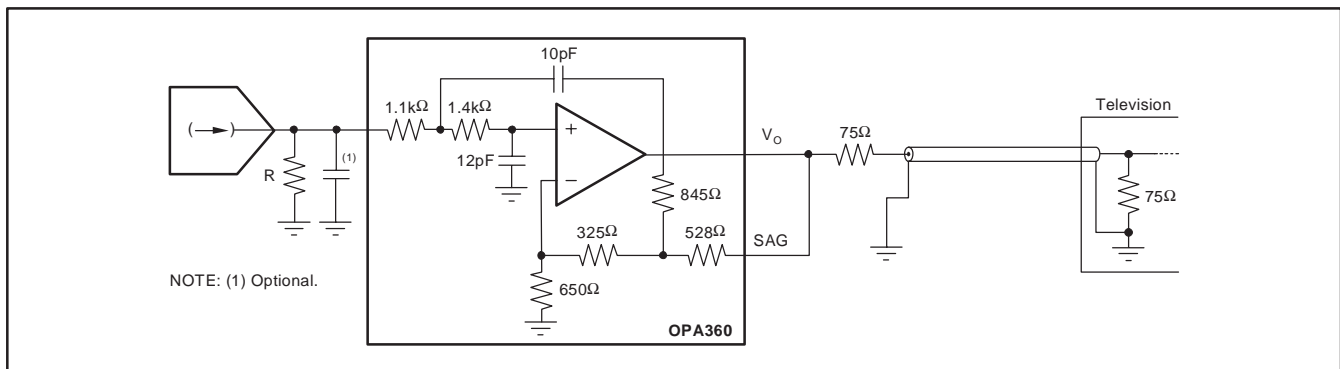 10pF
1.1kΩ
1.4kΩ
Television
(1)
+
V_O
75Ω
R
12pF
−
845Ω
75Ω
325Ω
528Ω
SAG
NOTE: (1) Optional.
650Ω
OPA360